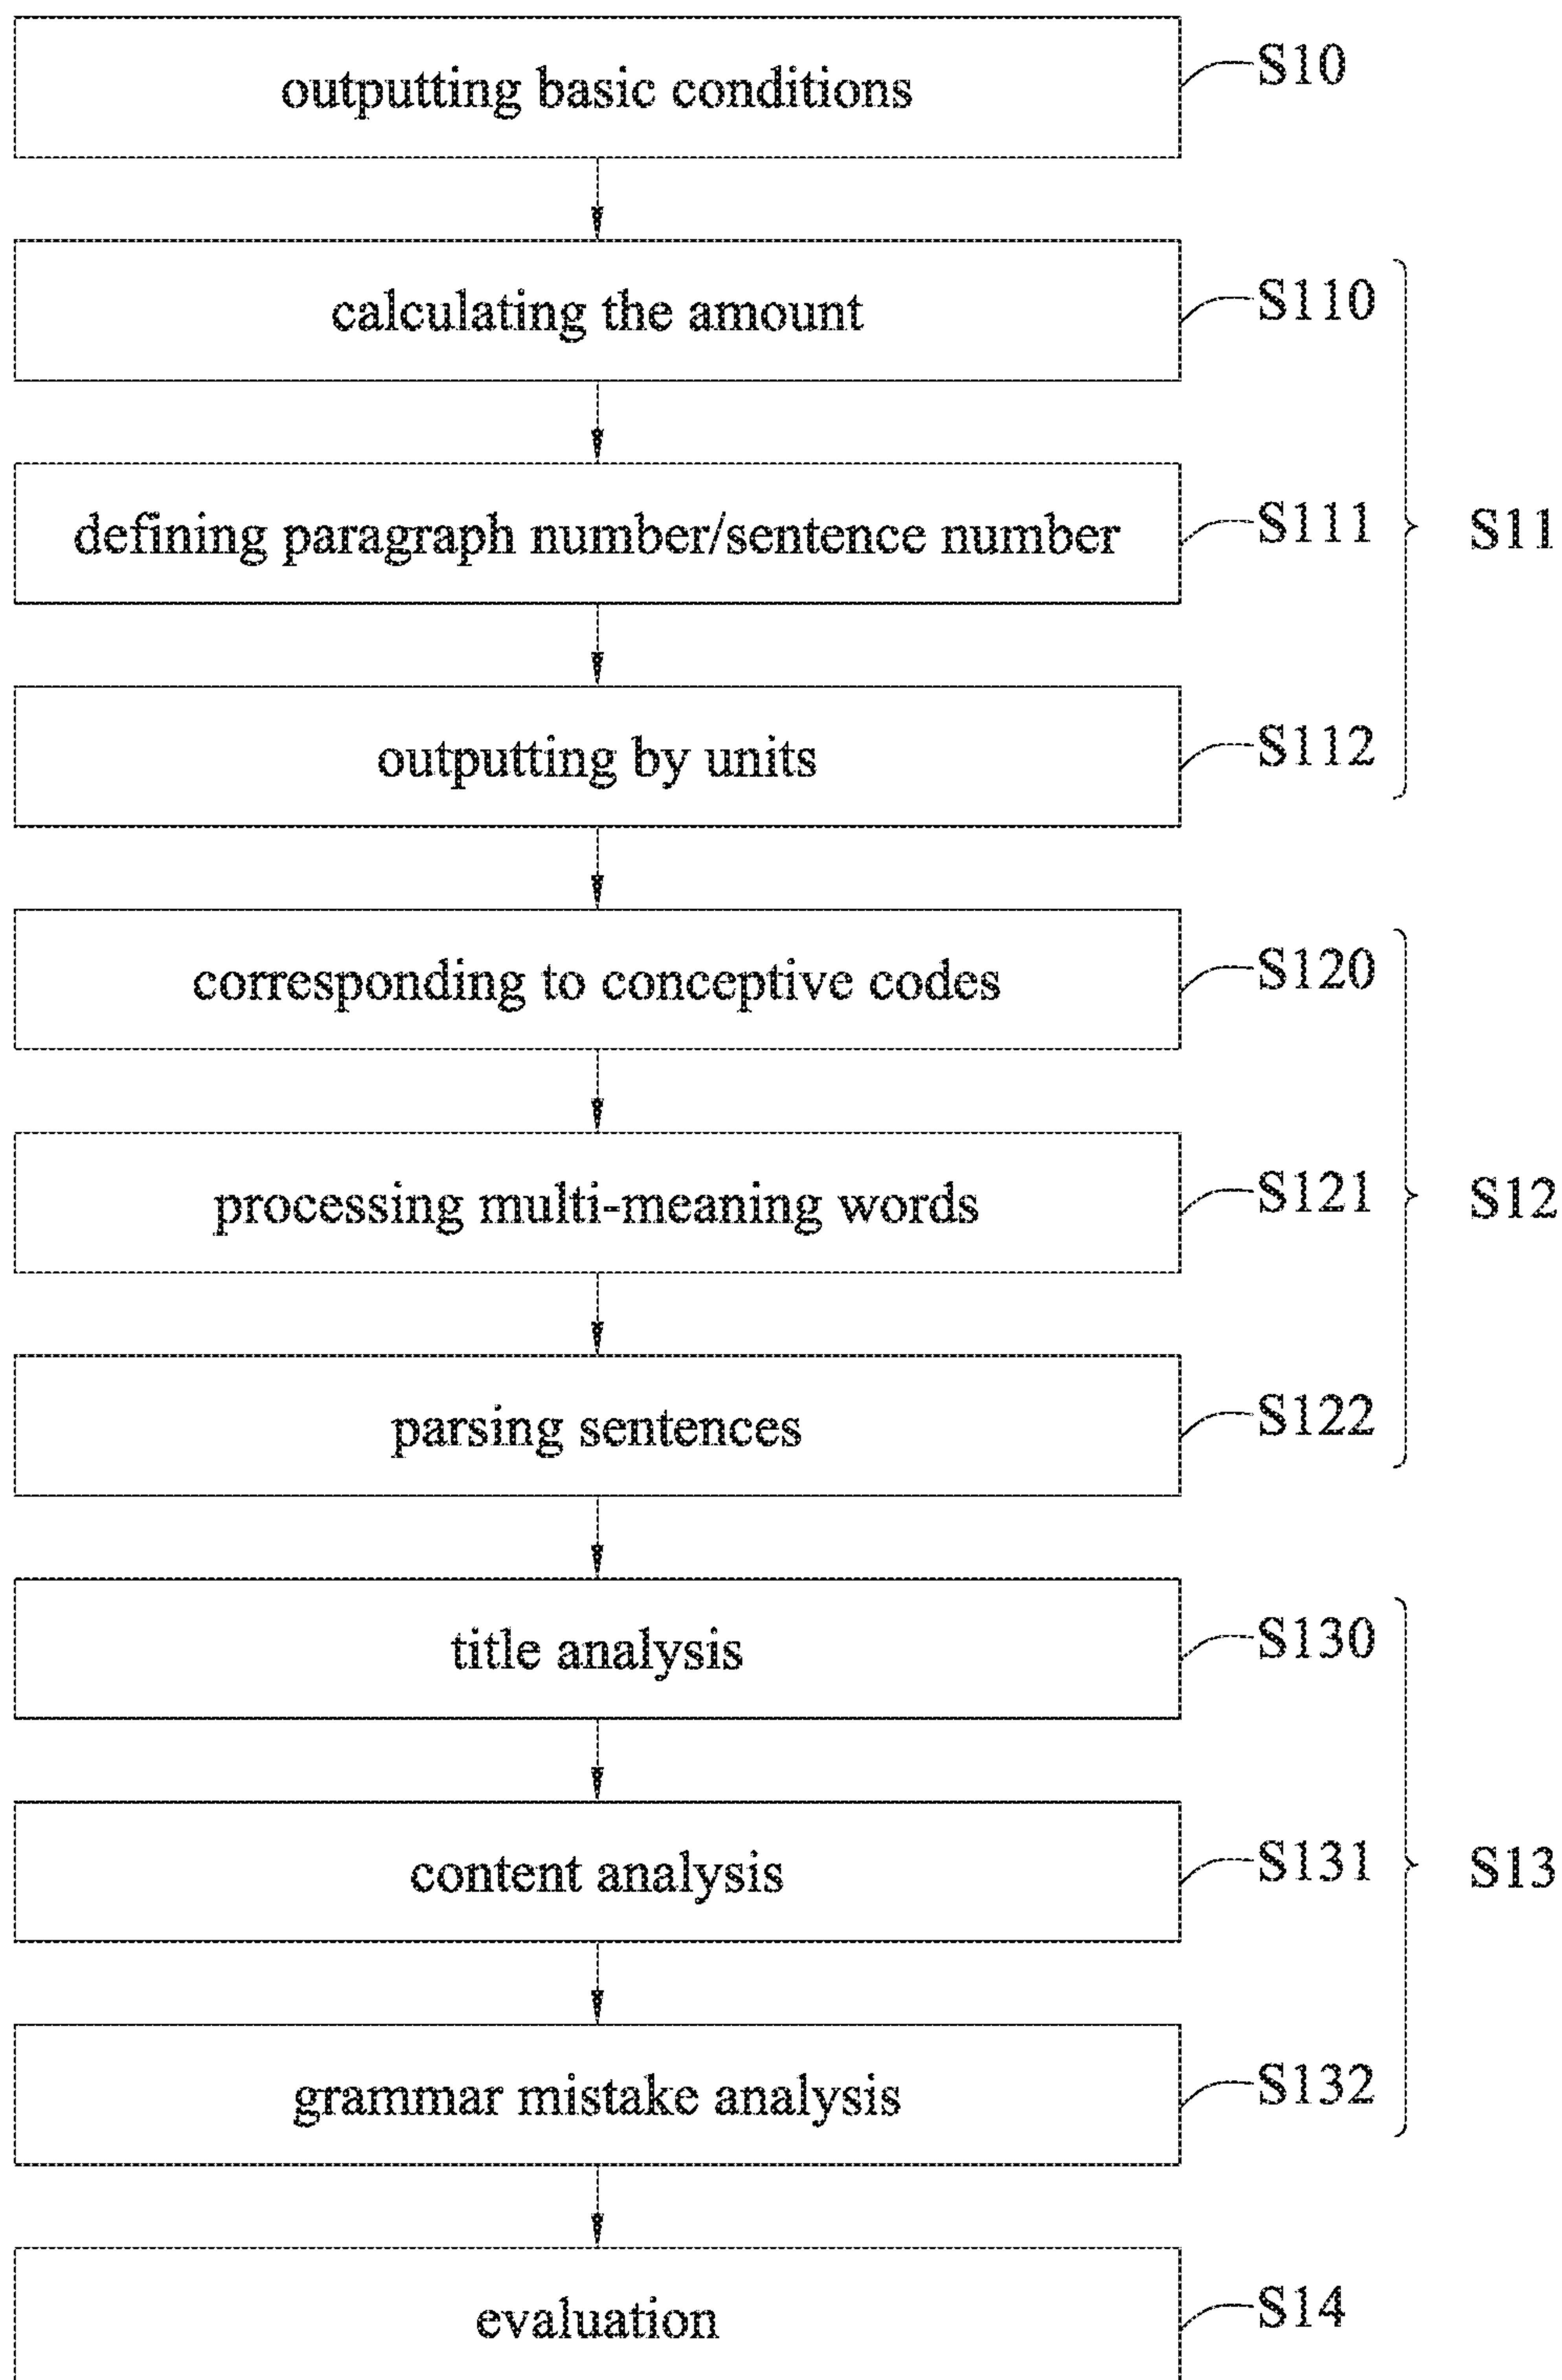 outputting basic conditions
S10
calculating the amount
S110
defining paragraph number/sentence number
S111
S11
outputting by units
S112
corresponding to conceptive codes
S120
processing multi-meaning words
S121
S12
parsing sentences
S122
title analysis
S130
content analysis
S131
S13
grammar mistake analysis
S132
evaluation
S14